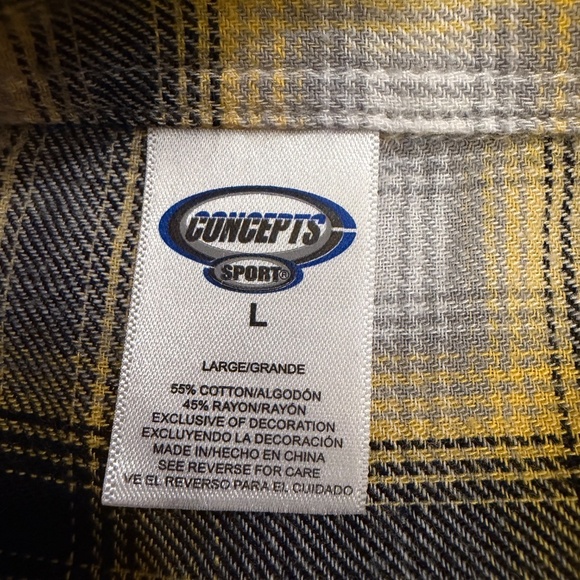 CONCEPTS
SPORT®
L
LARGE/GRANDE
55% COTTON/ALGODÓN
45% RAYON/RAYÓN
EXCLUSIVE OF DECORATION
EXCLUYENDO LA DECORACIÓN
MADE IN/HECHO EN CHINA
SEE REVERSE FOR CARE
VE EL REVERSO PARA EL CUIDADO